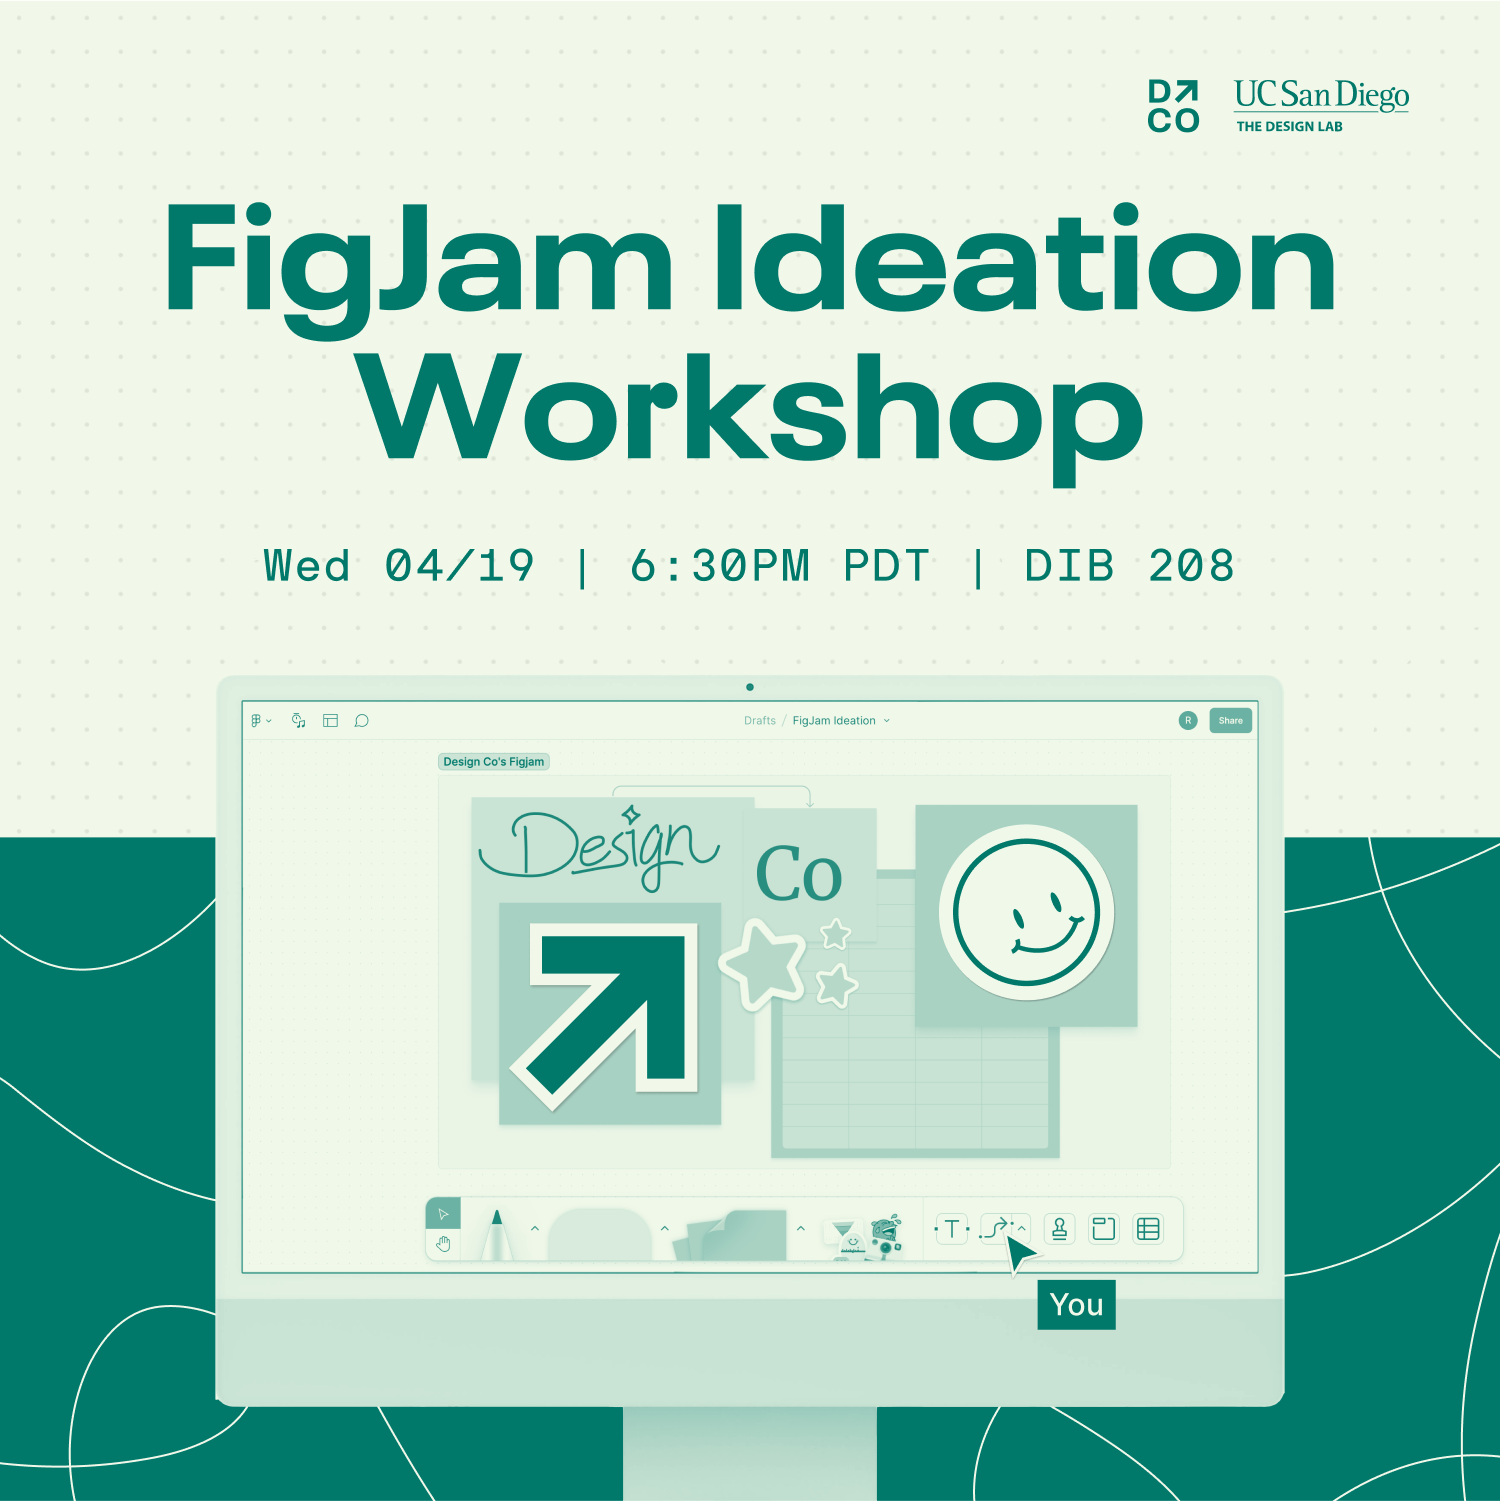 D
CO
UC San Diego
THE DESIGN LAB
FigJam Ideation
Workshop
Wed 04/19 | 6:30PM PDT | DIB 208
Drafts / FigJam Ideation
R
Share
Design Co's Figjam
Design
Co
T
You